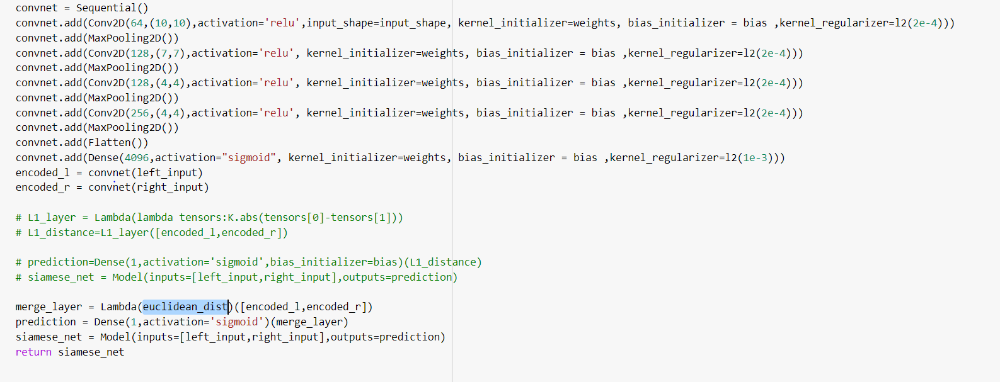 convnet = Sequential()
convnet.add(Conv2D(64,(10,10),activation='relu',input_shape=input_shape, kernel_initializer=weights, bias_initializer = bias ,kernel_regularizer=l2(2e-4)))
convnet.add(MaxPooling2D())
convnet.add(Conv2D(128,(7,7),activation='relu', kernel_initializer=weights, bias_initializer = bias ,kernel_regularizer=l2(2e-4)))
convnet.add(MaxPooling2D())
convnet.add(Conv2D(128,(4,4),activation='relu', kernel_initializer=weights, bias_initializer = bias ,kernel_regularizer=l2(2e-4)))
convnet.add(MaxPooling2D())
convnet.add(Conv2D(256,(4,4),activation='relu', kernel_initializer=weights, bias_initializer = bias ,kernel_regularizer=l2(2e-4)))
convnet.add(MaxPooling2D())
convnet.add(Flatten())
convnet.add(Dense(4096,activation="sigmoid", kernel_initializer=weights, bias_initializer = bias ,kernel_regularizer=l2(1e-3)))
encoded_l = convnet(left_input)
encoded_r = convnet(right_input)
# L1_layer = Lambda(lambda tensors:K.abs(tensors[0]-tensors[1]))
# L1_distance=L1_layer([encoded_l,encoded_r])
# prediction=Dense(1,activation='sigmoid',bias_initializer=bias)(L1_distance)
# siamese_net = Model(inputs=[left_input,right_input],outputs=prediction)
merge_layer = Lambda(euclidean_dist)([encoded_l,encoded_r])
prediction = Dense(1,activation='sigmoid')(merge_layer)
siamese_net = Model(inputs=[left_input,right_input],outputs=prediction)
return siamese_net